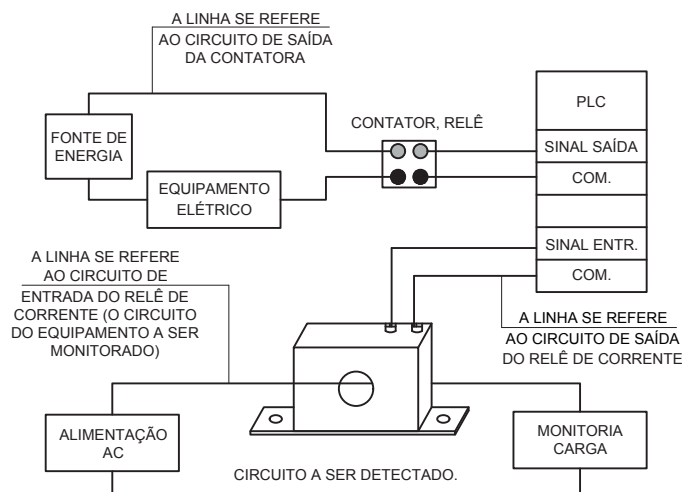 A LINHA SE REFERE
AO CIRCUITO DE SAÍDA
DA CONTATORA
FONTE DE
ENERGIA
EQUIPAMENTO
ELÉTRICO
CONTATOR, RELÊ
PLC
SINAL SAÍDA
COM.
SINAL ENTR.
COM.
A LINHA SE REFERE
AO CIRCUITO DE
ENTRADA DO RELÊ DE
CORRENTE (O CIRCUITO
DO EQUIPAMENTO A SER
MONITORADO)
A LINHA SE REFERE
AO CIRCUITO DE SAÍDA
DO RELÊ DE CORRENTE
ALIMENTAÇÃO
AC
MONITORIA
CARGA
CIRCUITO A SER DETECTADO.